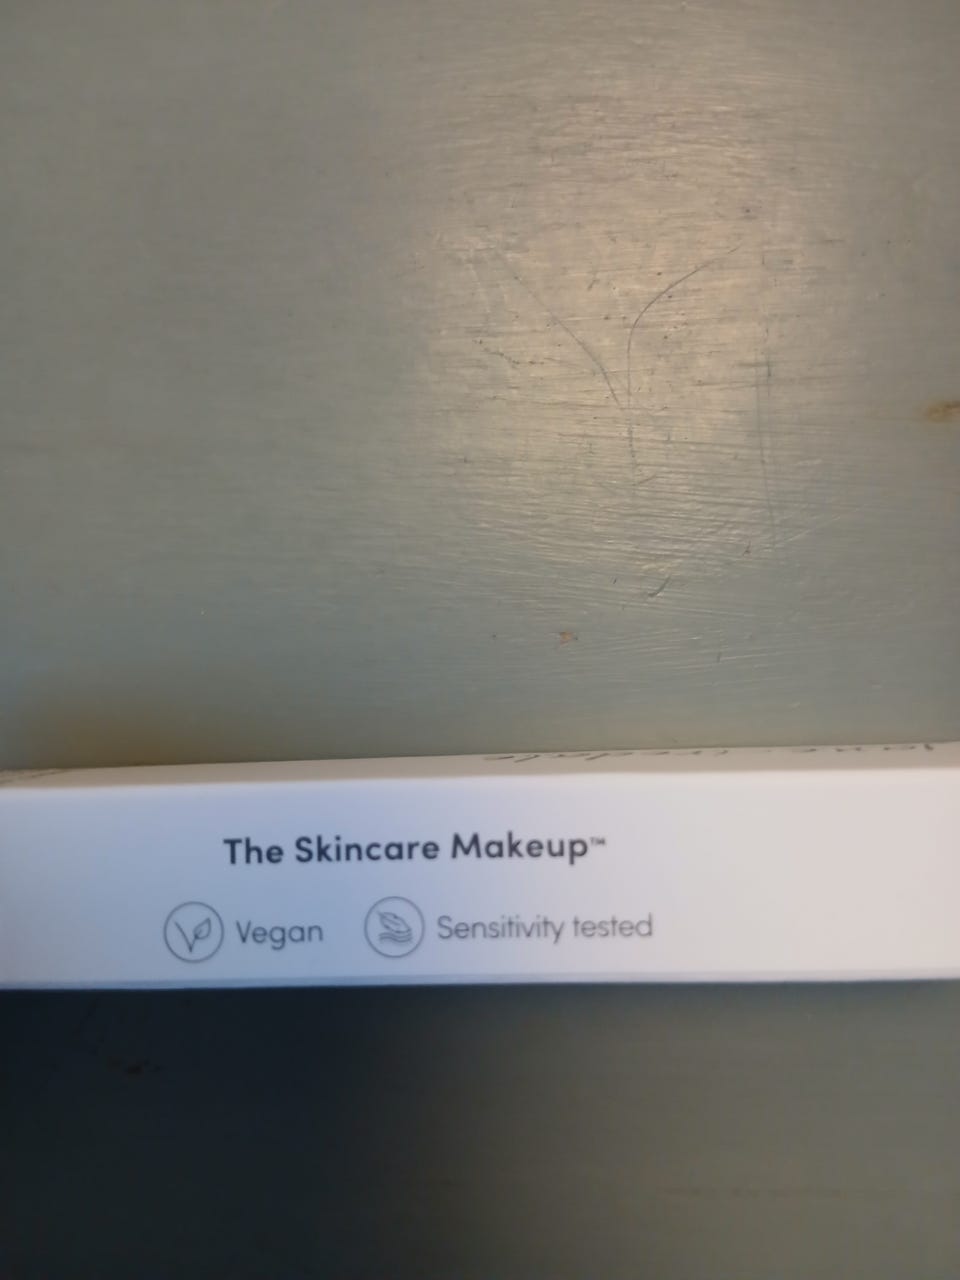 The Skincare Makeup™
Vegan
Sensitivity tested